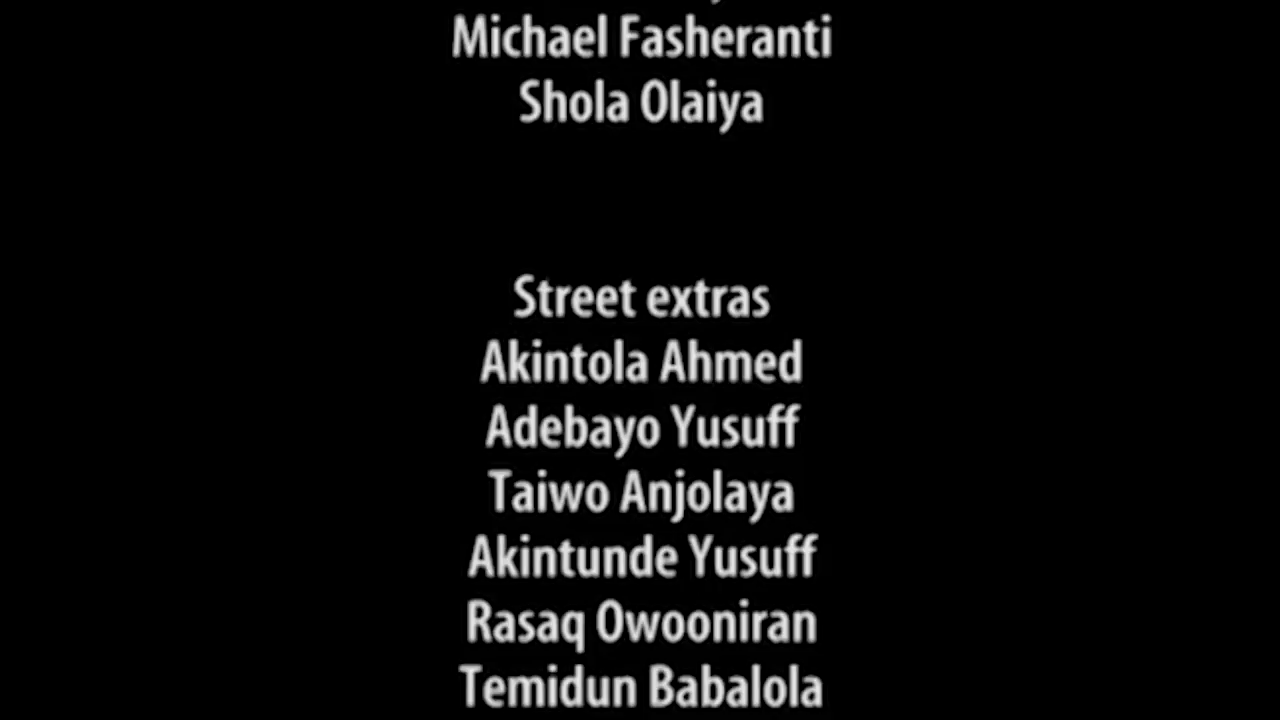 Michael Fasheranti
Shola Olaiya
Street extras
Akintola Ahmed
Adebayo Yusuff
Taiwo Anjolaya
Akintunde Yusuff
Rasaq Owooniran
Temidun Babalola